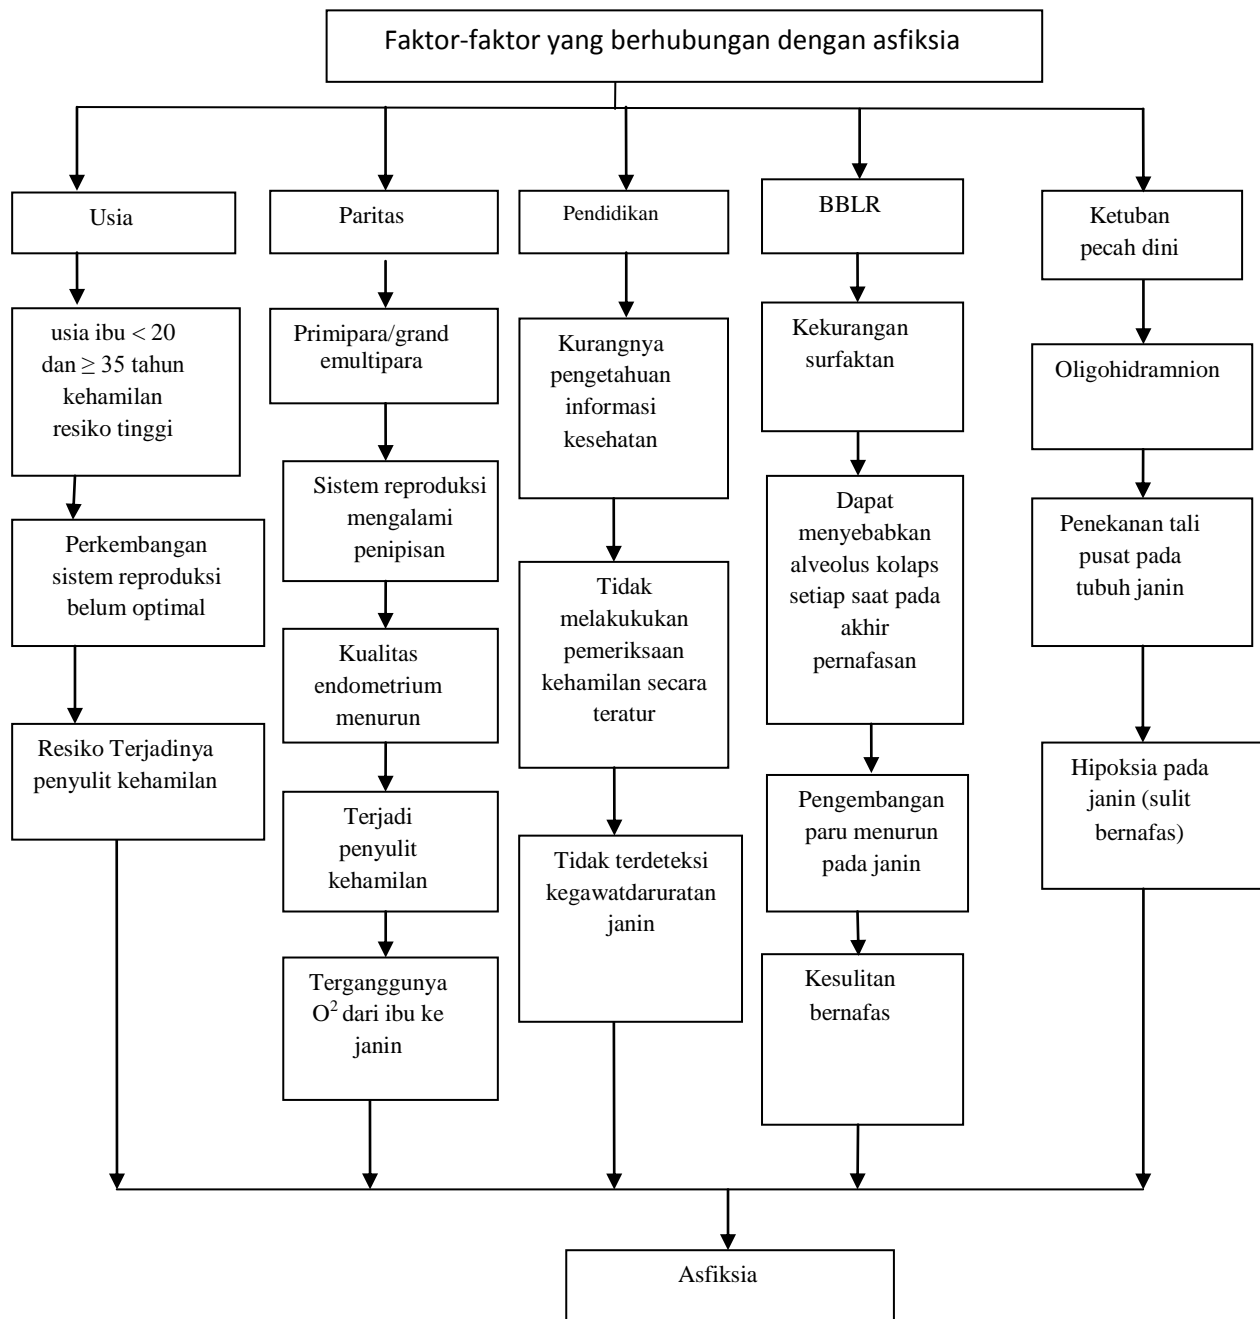 Faktor-faktor yang berhubungan dengan asfiksia
Usia
Paritas
Pendidikan
BBLR
Ketuban
pecah dini
usia ibu < 20
dan ≥ 35 tahun
kehamilan
resiko tinggi
Primipara/grand
emultipara
Kurangnya
pengetahuan
informasi
kesehatan
Kekurangan
surfaktan
Oligohidramnion
Perkembangan
sistem reproduksi
belum optimal
Sistem reproduksi
mengalami
penipisan
Tidak
melakukukan
pemeriksaan
kehamilan secara
teratur
Dapat
menyebabkan
alveolus kolaps
setiap saat pada
akhir
pernafasan
Penekanan tali
pusat pada
tubuh janin
Resiko Terjadinya
penyulit kehamilan
Kualitas
endometrium
menurun
Terjadi
penyulit
kehamilan
Tidak terdeteksi
kegawatdaruratan
janin
Pengembangan
paru menurun
pada janin
Hipoksia pada
janin (sulit
bernafas)
Terganggunya
O² dari ibu ke
janin
Kesulitan
bernafas
Asfiksia